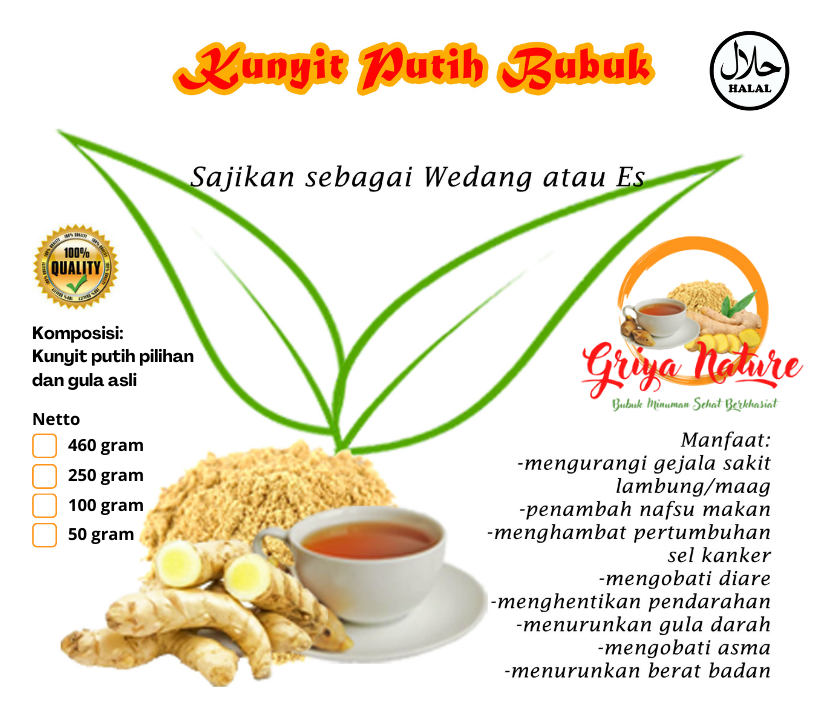 Kunyit Putih Bubuk
حلال
HALAL
Sajikan sebagai Wedang atau Es
100%
QUALITY
Komposisi:
Kunyit putih pilihan
dan gula asli
Netto
460 gram
250 gram
100 gram
50 gram
Griya Nature
Bubuk Minuman Sehat Berkhasiat
Manfaat:
-mengurangi gejala sakit
lambung/maag
-penambah nafsu makan
-menghambat pertumbuhan
sel kanker
-mengobati diare
-menghentikan pendarahan
-menurunkan gula darah
-mengobati asma
-menurunkan berat badan